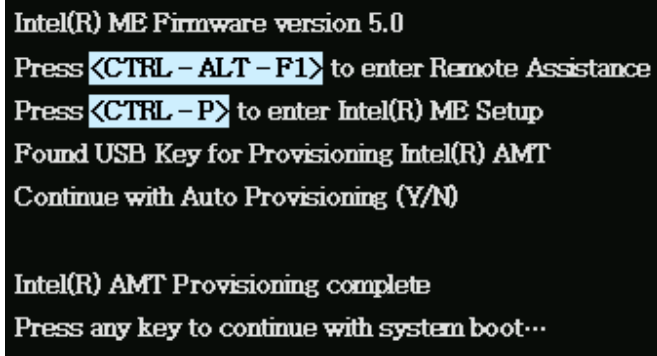 Intel(R) ME Firmware version 5.0
Press <CTRL – ALT – F1> to enter Remote Assistance
Press <CTRL – P> to enter Intel(R) ME Setup
Found USB Key for Provisioning Intel(R) AMT
Continue with Auto Provisioning (Y/N)
Intel(R) AMT Provisioning complete
Press any key to continue with system boot…